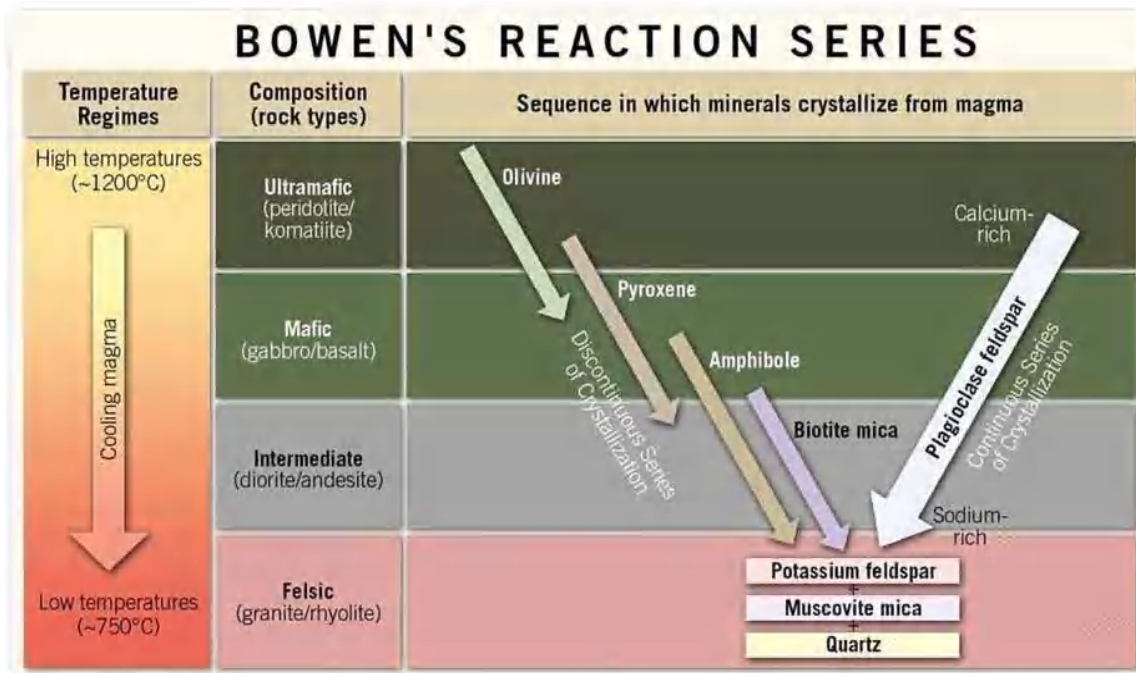 BOWEN'S REACTION SERIES
Temperature
Regimes
Composition
(rock types)
Sequence in which minerals crystallize from magma
High temperatures
(~1200°C)
Cooling magma
Low temperatures
(~750°C)
Ultramafic
(peridotite/
komatiite)
Mafic
(gabbro/basalt)
Intermediate
(diorite/andesite)
Felsic
(granite/rhyolite)
Olivine
Pyroxene
Amphibole
Biotite mica
Discontinuous Series
of Crystallization
Calcium-
rich
Plagioclase feldspar
Continuous Series
of Crystallization
Sodium-
rich
Potassium feldspar
+
Muscovite mica
+
Quartz